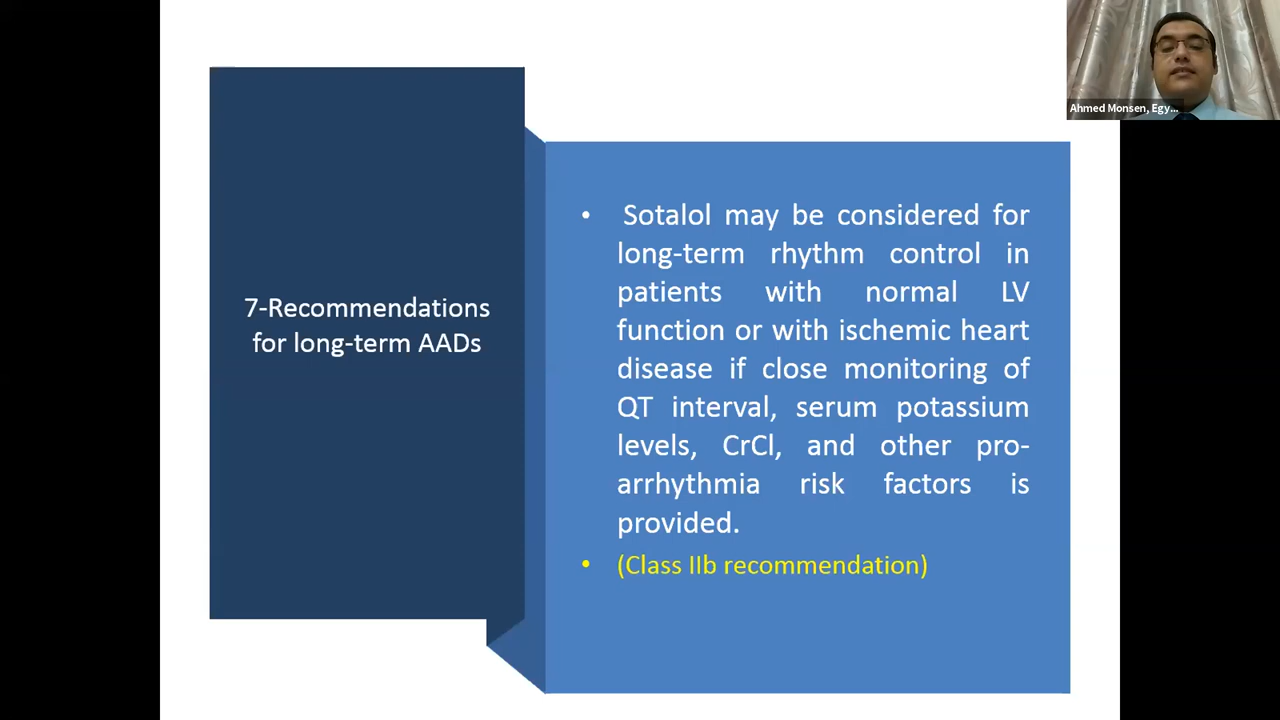 Ahmed Monsen, Egy...
7-Recommendations
for long-term AADs
• Sotalol may be considered for
long-term rhythm control in
patients with normal LV
function or with ischemic heart
disease if close monitoring of
QT interval, serum potassium
levels, CrCl, and other pro-
arrhythmia risk factors is
provided.
• (Class IIb recommendation)